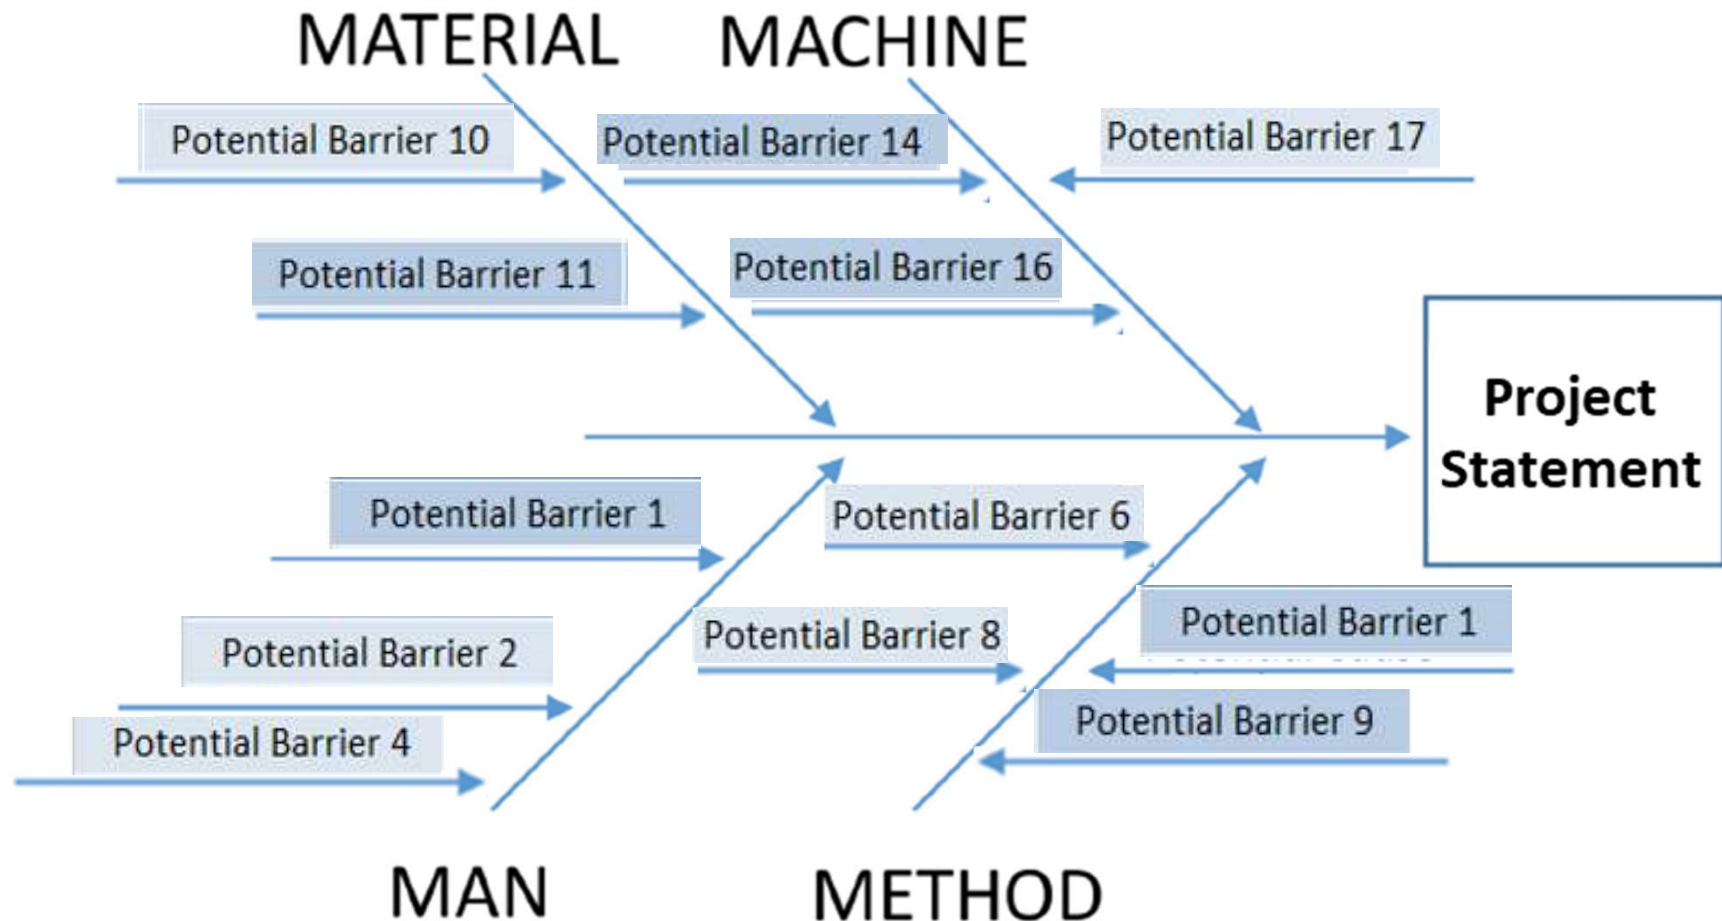 MATERIAL
MACHINE
Potential Barrier 10
Potential Barrier 14
Potential Barrier 17
Potential Barrier 11
Potential Barrier 16
Project
Statement
Potential Barrier 1
Potential Barrier 6
Potential Barrier 1
Potential Barrier 2
Potential Barrier 8
Potential Barrier 9
Potential Barrier 4
MAN
METHOD